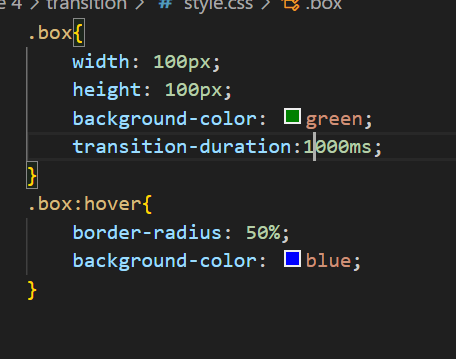 e 4 > transition > # style.css > .box
.box{
width: 100px;
height: 100px;
background-color: green;
transition-duration:1000ms;
}
.box:hover{
border-radius: 50%;
background-color: blue;
}